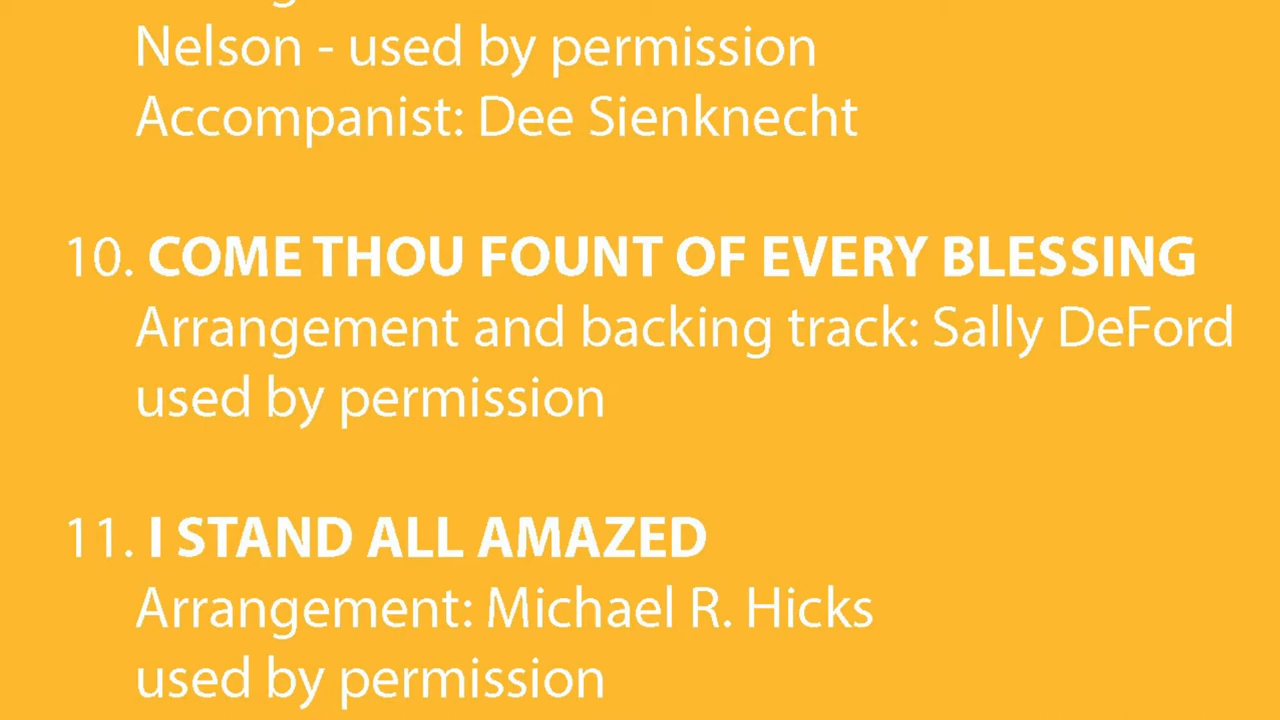 Nelson - used by permission
Accompanist: Dee Sienknecht
10. COME THOU FOUNT OF EVERY BLESSING
Arrangement and backing track: Sally DeFord
used by permission
11. I STAND ALL AMAZED
Arrangement: Michael R. Hicks
used by permission